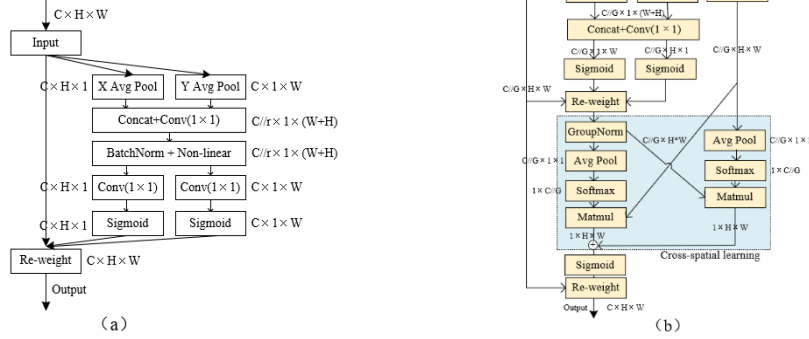 C×H×W
Input
C×H×1
X Avg Pool
Y Avg Pool
C×1×W
Concat+Conv(1×1)
C//r×1×(W+H)
BatchNorm + Non-linear
C//r×1×(W+H)
C×H×1
Conv(1×1)
Conv(1×1)
C×1×W
C×H×1
Sigmoid
Sigmoid
C×1×W
Re-weight
C×H×W
Output
(a)
C//G×1×(W+H)
Concat+Conv(1×1)
C//G×1×W
C//G×H×1
C//G×H×W
Sigmoid
Sigmoid
C//G×H×W
Re-weight
GroupNorm
C//G×H*W
Avg Pool
C//G×1×1
C//G×1×1
Avg Pool
Softmax
1×C//G
1×C//G
Softmax
Matmul
Matmul
1×H×W
1×H×W
+
Cross-spatial learning
Sigmoid
Re-weight
Output
C×H×W
(b)